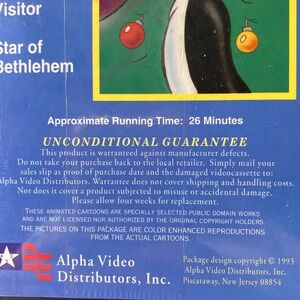 Visitor
Star of
Bethlehem
Approximate Running Time: 26 Minutes
UNCONDITIONAL GUARANTEE
This product is warranteed against manufacturer defects.
Do not take your purchase back to the local retailer. Simply mail your
sales slip as proof of purchase date and the damaged videocassette to:
Alpha Video Distributors. Warranty does not cover shipping and handling costs.
Nor does it cover a product subjected to misuse or accidental damage.
Please allow four weeks for replacement.
THESE ANIMATED CARTOONS ARE SPECIALLY SELECTED PUBLIC DOMAIN WORKS
AND ARE NOT LICENSED NOR AUTHORIZED BY THE ORIGINAL COPYRIGHT HOLDERS.
THE PICTURES ON THIS PACKAGE ARE COLOR ENHANCED REPRODUCTIONS
FROM THE ACTUAL CARTOONS.
Alpha Video
Distributors, Inc.
Package design copyright © 1993
Alpha Video Distributors, Inc.
Piscataway, New Jersey 08854